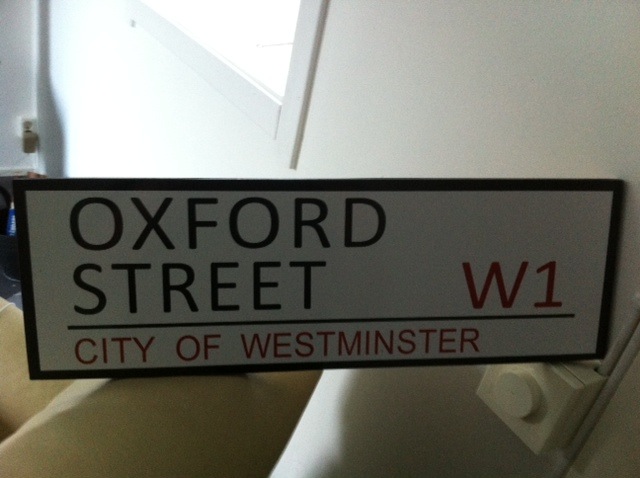 OXFORD
STREET W1
CITY OF WESTMINSTER